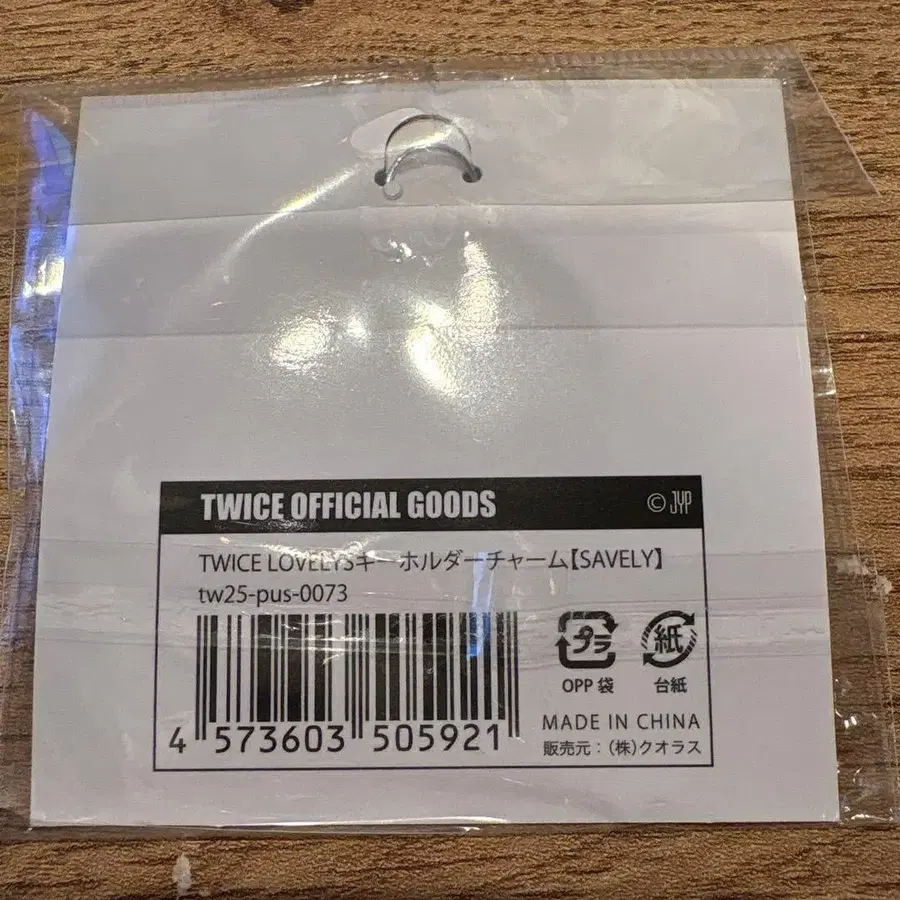 TWICE OFFICIAL GOODS © JYP
TWICE LOVELYSキーホルダーチャーム【SAVELY】
tw25-pus-0073
4 573603 505921
プラ 紙
OPP 袋 台紙
MADE IN CHINA
販売元：(株)クオラス